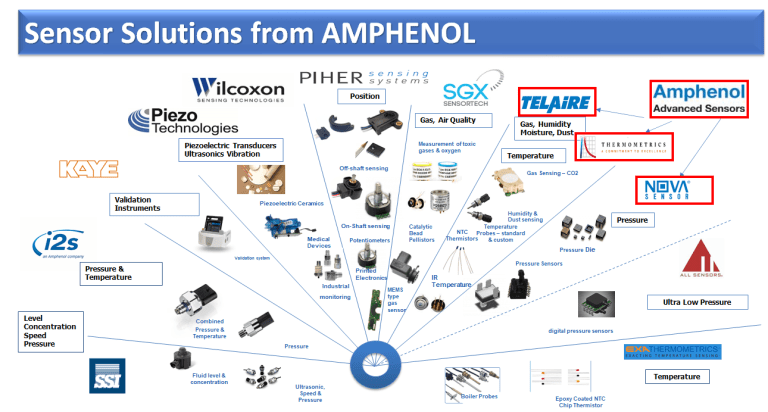 Sensor Solutions from AMPHENOL
Wilcoxon
SENSING TECHNOLOGIES
PIHER sensing
systems
SGX
SENSORTECH
TELAIRE
Amphenol
Advanced Sensors
Piezo
Technologies
Position
Gas, Air Quality
Gas, Humidity
Moisture, Dust
THERMOMETRICS
A COMMITMENT TO EXCELLENCE
Piezoelectric Transducers
Ultrasonics Vibration
Measurement of toxic
gases & oxygen
Temperature
KAYE
Off-shaft sensing
Gas Sensing – CO2
NOVA
SENSOR
Validation
Instruments
Piezoelectric Ceramics
On-Shaft sensing
Catalytic
Bead
Pellistors
NTC
Thermistors
Temperature
Probes – standard
& custom
Humidity &
Dust sensing
Pressure
i2s
an amphenol company
Validation system
Medical
Devices
Potentiometers
Pressure Die
Pressure &
Temperature
Industrial
monitoring
Printed
Electronics
MEMS
type
gas
sensor
IR
Temperature
Pressure Sensors
ALL SENSORS
Level
Concentration
Speed
Pressure
Combined
Pressure &
Temperature
Pressure
digital pressure sensors
Ultra Low Pressure
SSI
Fluid level &
concentration
Ultrasonic,
Speed &
Pressure
Boiler Probes
Epoxy Coated NTC
Chip Thermistor
THERMOMETRICS
Temperature